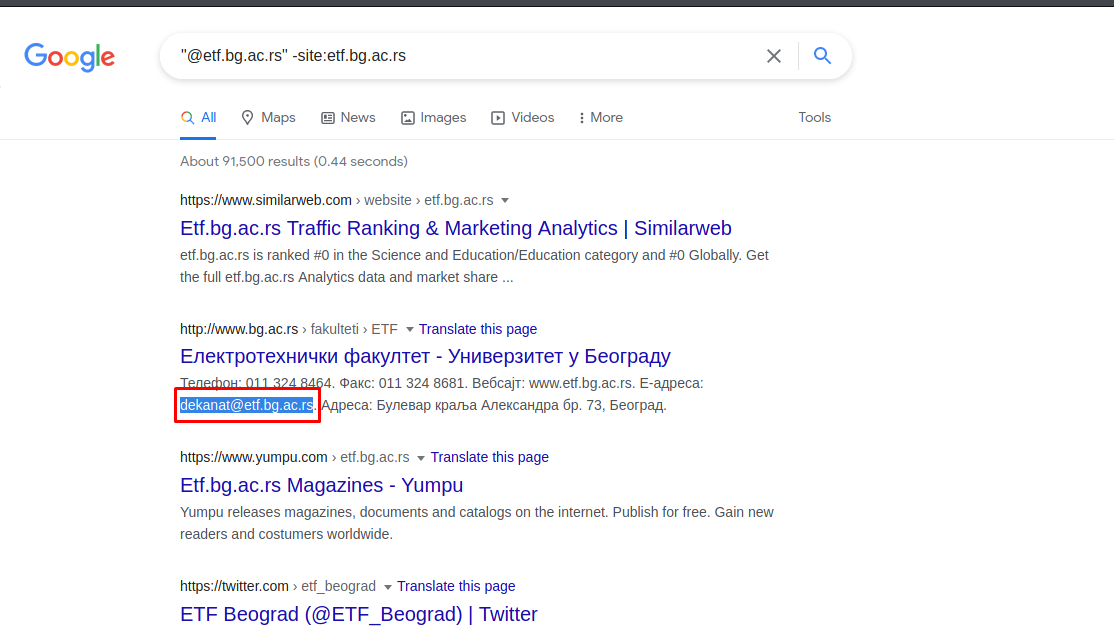 Google
"@etf.bg.ac.rs" -site:etf.bg.ac.rs
All Maps News Images Videos More Tools
About 91,500 results (0.44 seconds)
https://www.similarweb.com › website › etf.bg.ac.rs
Etf.bg.ac.rs Traffic Ranking & Marketing Analytics | Similarweb
etf.bg.ac.rs is ranked #0 in the Science and Education/Education category and #0 Globally. Get
the full etf.bg.ac.rs Analytics data and market share ...
http://www.bg.ac.rs › fakulteti › ETF Translate this page
Електротехнички факултет - Универзитет у Београду
Телефон: 011 324 8464. Факс: 011 324 8681. Вебсајт: www.etf.bg.ac.rs. Е-адреса:
dekanat@etf.bg.ac.rs. Адреса: Булевар краља Александра бр. 73, Београд.
https://www.yumpu.com › etf.bg.ac.rs Translate this page
Etf.bg.ac.rs Magazines - Yumpu
Yumpu releases magazines, documents and catalogs on the internet. Publish for free. Gain new
readers and costumers worldwide.
https://twitter.com › etf_beograd Translate this page
ETF Beograd (@ETF_Beograd) | Twitter